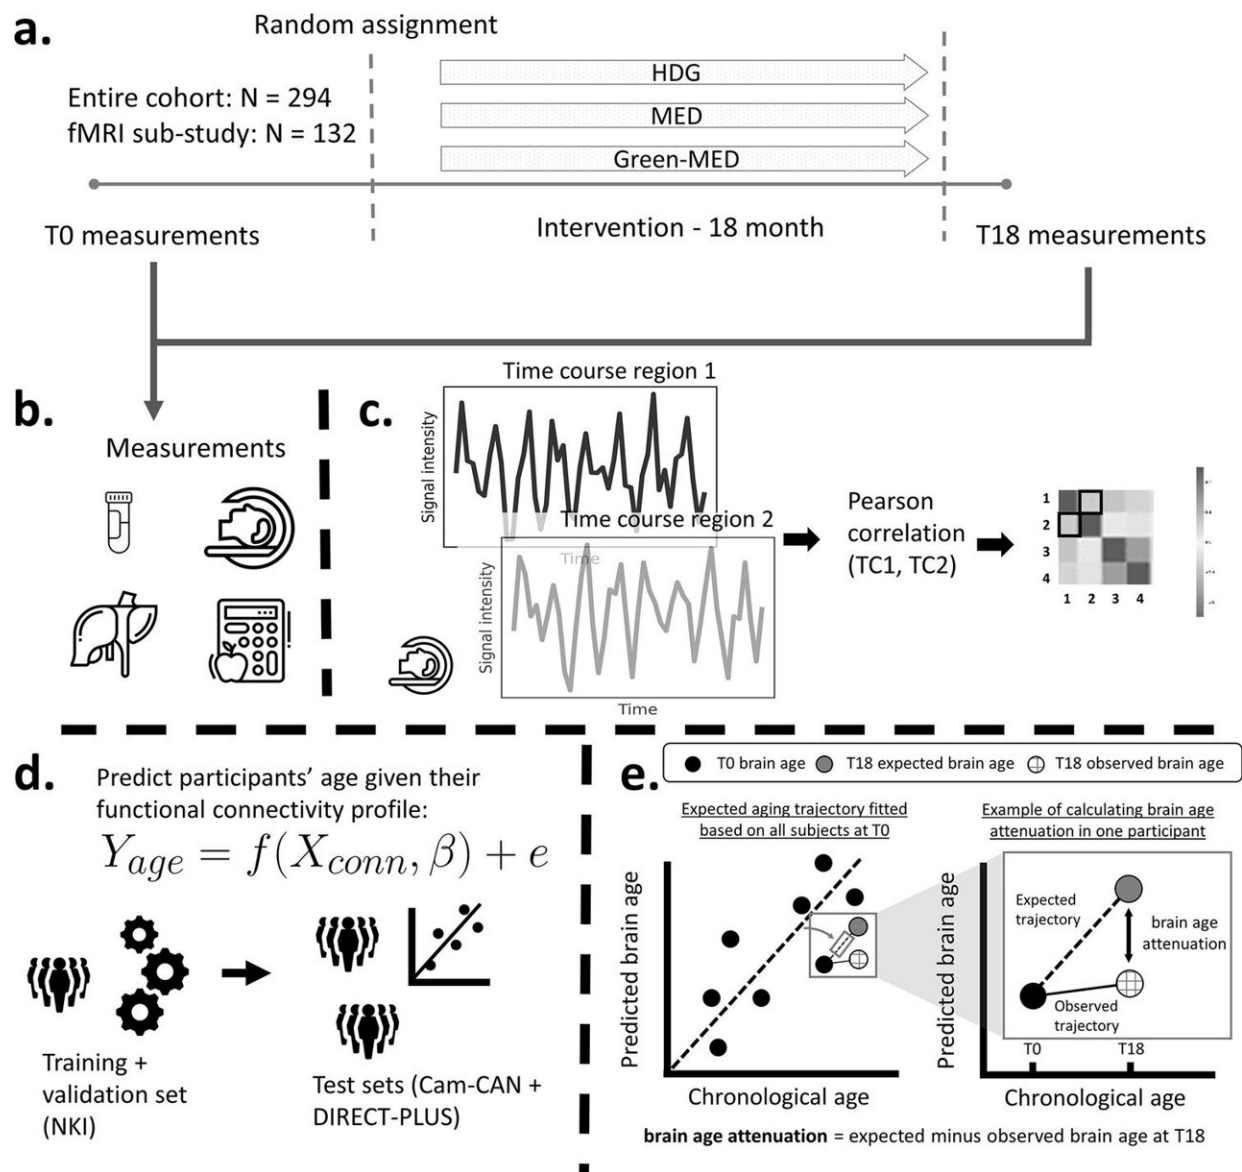 a.
Random assignment
Entire cohort: N = 294
fMRI sub-study: N = 132
HDG
MED
Green-MED
T0 measurements
Intervention - 18 month
T18 measurements
b.
Measurements
c.
Time course region 1
Signal intensity
Time
Time course region 2
Signal intensity
Time
Pearson
correlation
(TC1, TC2)
1
2
3
4
1 2 3 4
d.
Predict participants' age given their
functional connectivity profile:
Y_age = f(X_conn, β) + e
Training +
validation set
(NKI)
Test sets (Cam-CAN +
DIRECT-PLUS)
e.
T0 brain age T18 expected brain age T18 observed brain age
Expected aging trajectory fitted
based on all subjects at T0
Predicted brain age
Chronological age
Example of calculating brain age
attenuation in one participant
Predicted brain age
Expected
trajectory
brain age
attenuation
Observed
trajectory
T0 T18
Chronological age
brain age attenuation = expected minus observed brain age at T18